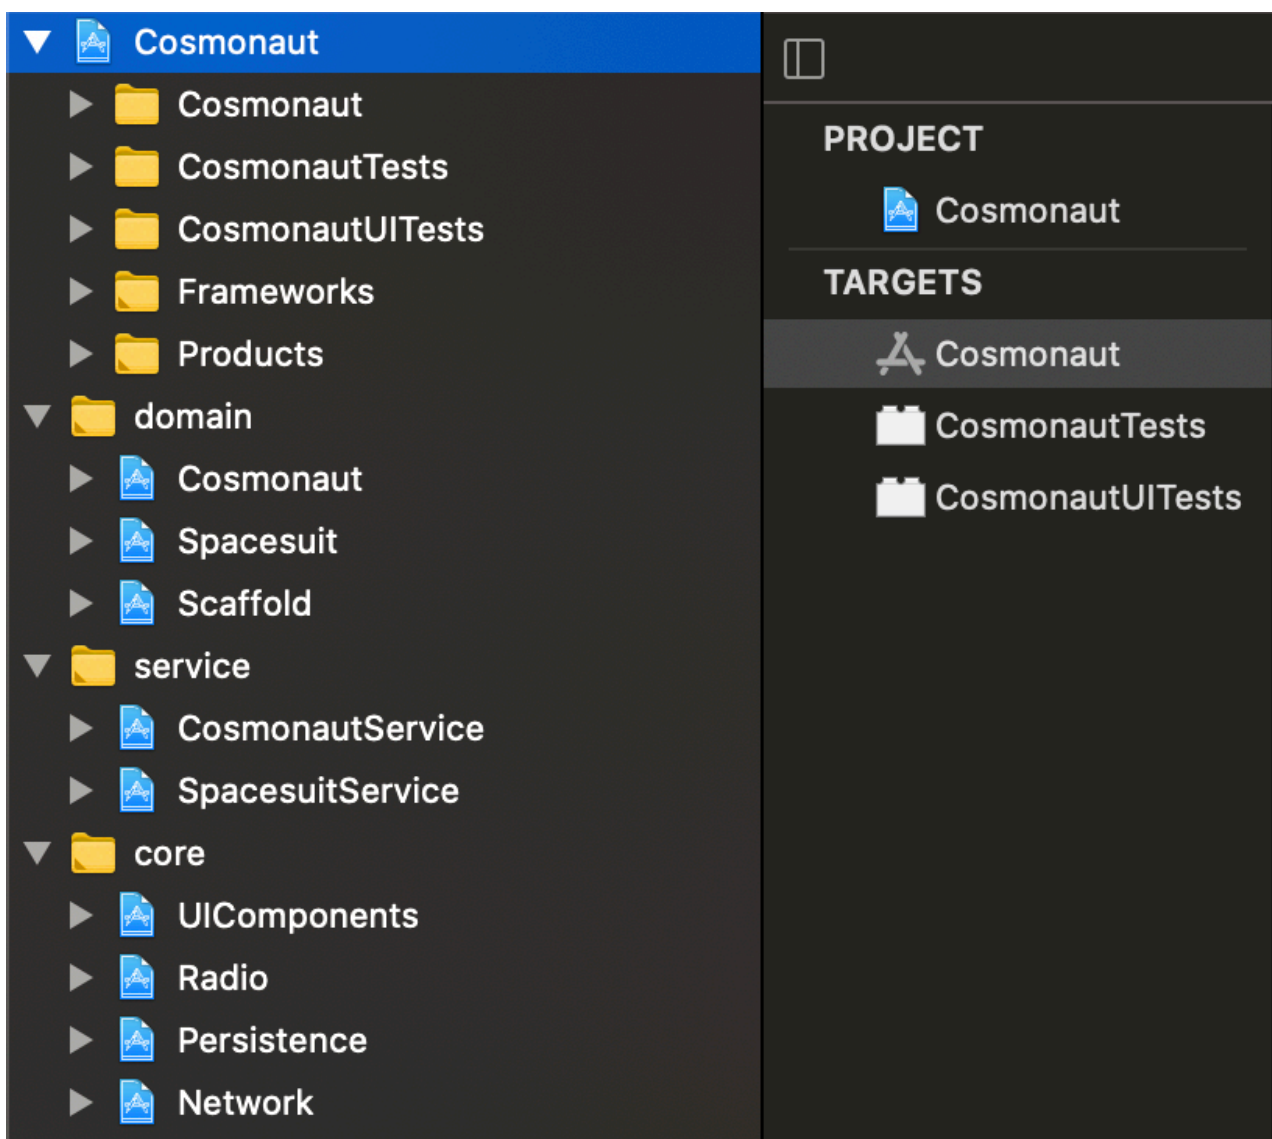 Cosmonaut
Cosmonaut
CosmonautTests
CosmonautUITests
Frameworks
Products
domain
Cosmonaut
Spacesuit
Scaffold
service
CosmonautService
SpacesuitService
core
UIComponents
Radio
Persistence
Network
PROJECT
Cosmonaut
TARGETS
Cosmonaut
CosmonautTests
CosmonautUITests